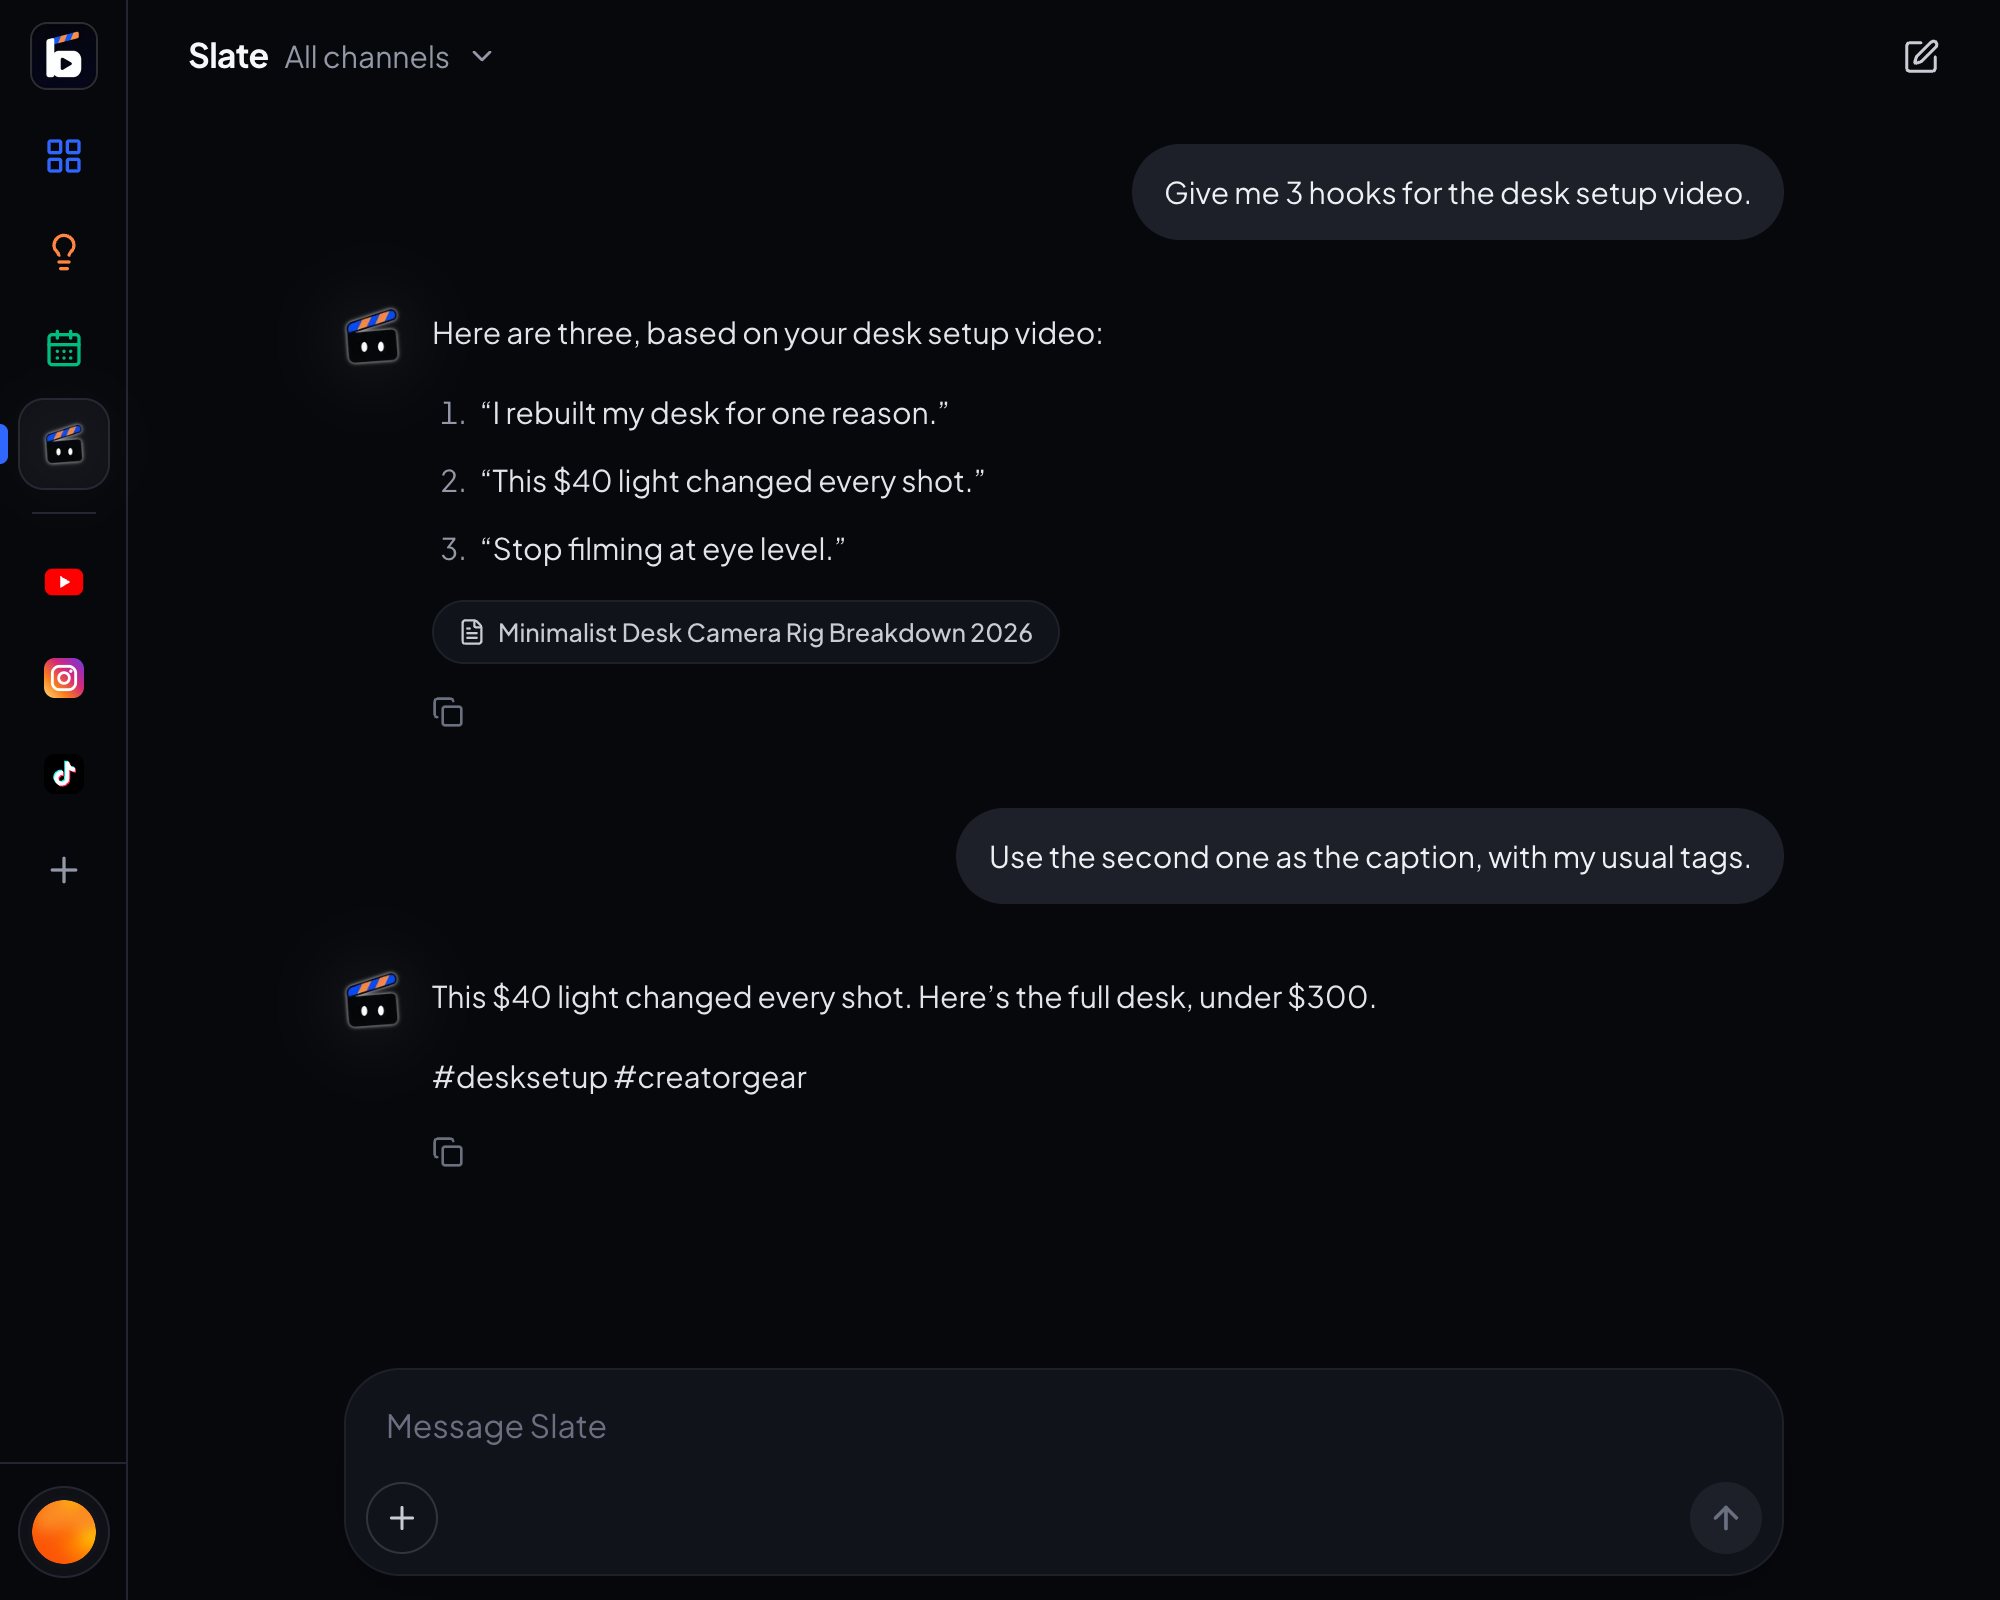 Slate All channels
Give me 3 hooks for the desk setup video.
Here are three, based on your desk setup video:
1. “I rebuilt my desk for one reason.”
2. “This $40 light changed every shot.”
3. “Stop filming at eye level.”
Minimalist Desk Camera Rig Breakdown 2026
Use the second one as the caption, with my usual tags.
This $40 light changed every shot. Here’s the full desk, under $300.
#desksetup #creatorgear
Message Slate